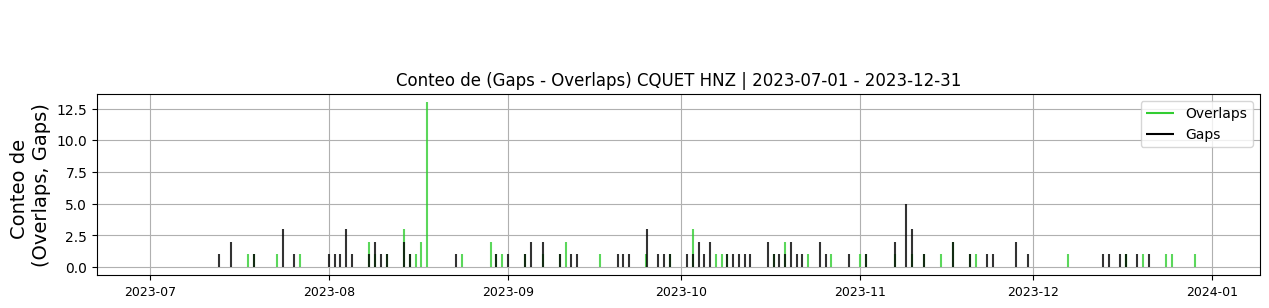 Conteo de (Gaps - Overlaps) CQUET HNZ | 2023-07-01 - 2023-12-31
Conteo de
(Overlaps, Gaps)
12.5
10.0
7.5
5.0
2.5
0.0
Overlaps
Gaps
2023-07
2023-08
2023-09
2023-10
2023-11
2023-12
2024-01